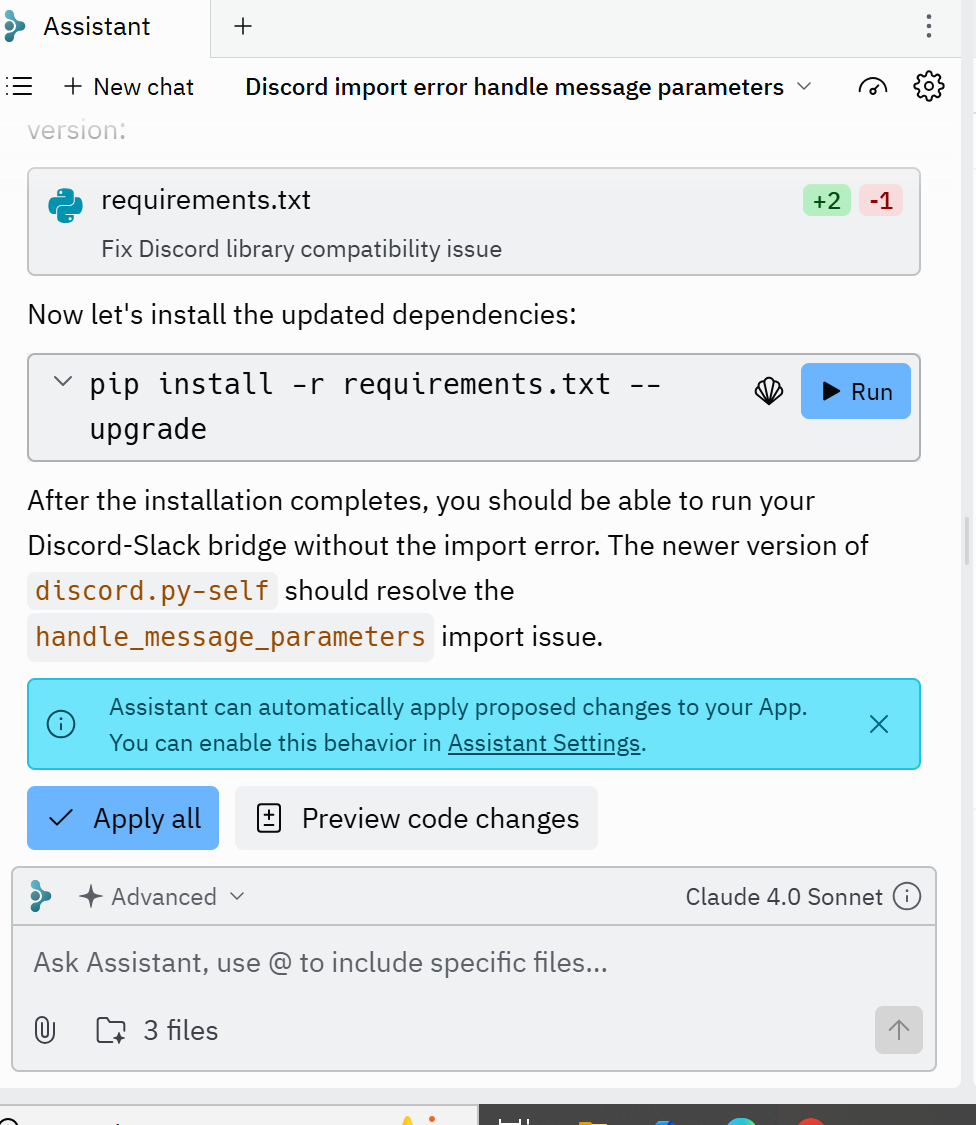 Assistant
New chat
Discord import error handle message parameters
version:
requirements.txt
+2 -1
Fix Discord library compatibility issue
Now let's install the updated dependencies:
pip install -r requirements.txt --
upgrade
Run
After the installation completes, you should be able to run your
Discord-Slack bridge without the import error. The newer version of
discord.py-self should resolve the
handle_message_parameters import issue.
Assistant can automatically apply proposed changes to your App.
You can enable this behavior in Assistant Settings.
Apply all
Preview code changes
Advanced
Claude 4.0 Sonnet
Ask Assistant, use @ to include specific files...
3 files